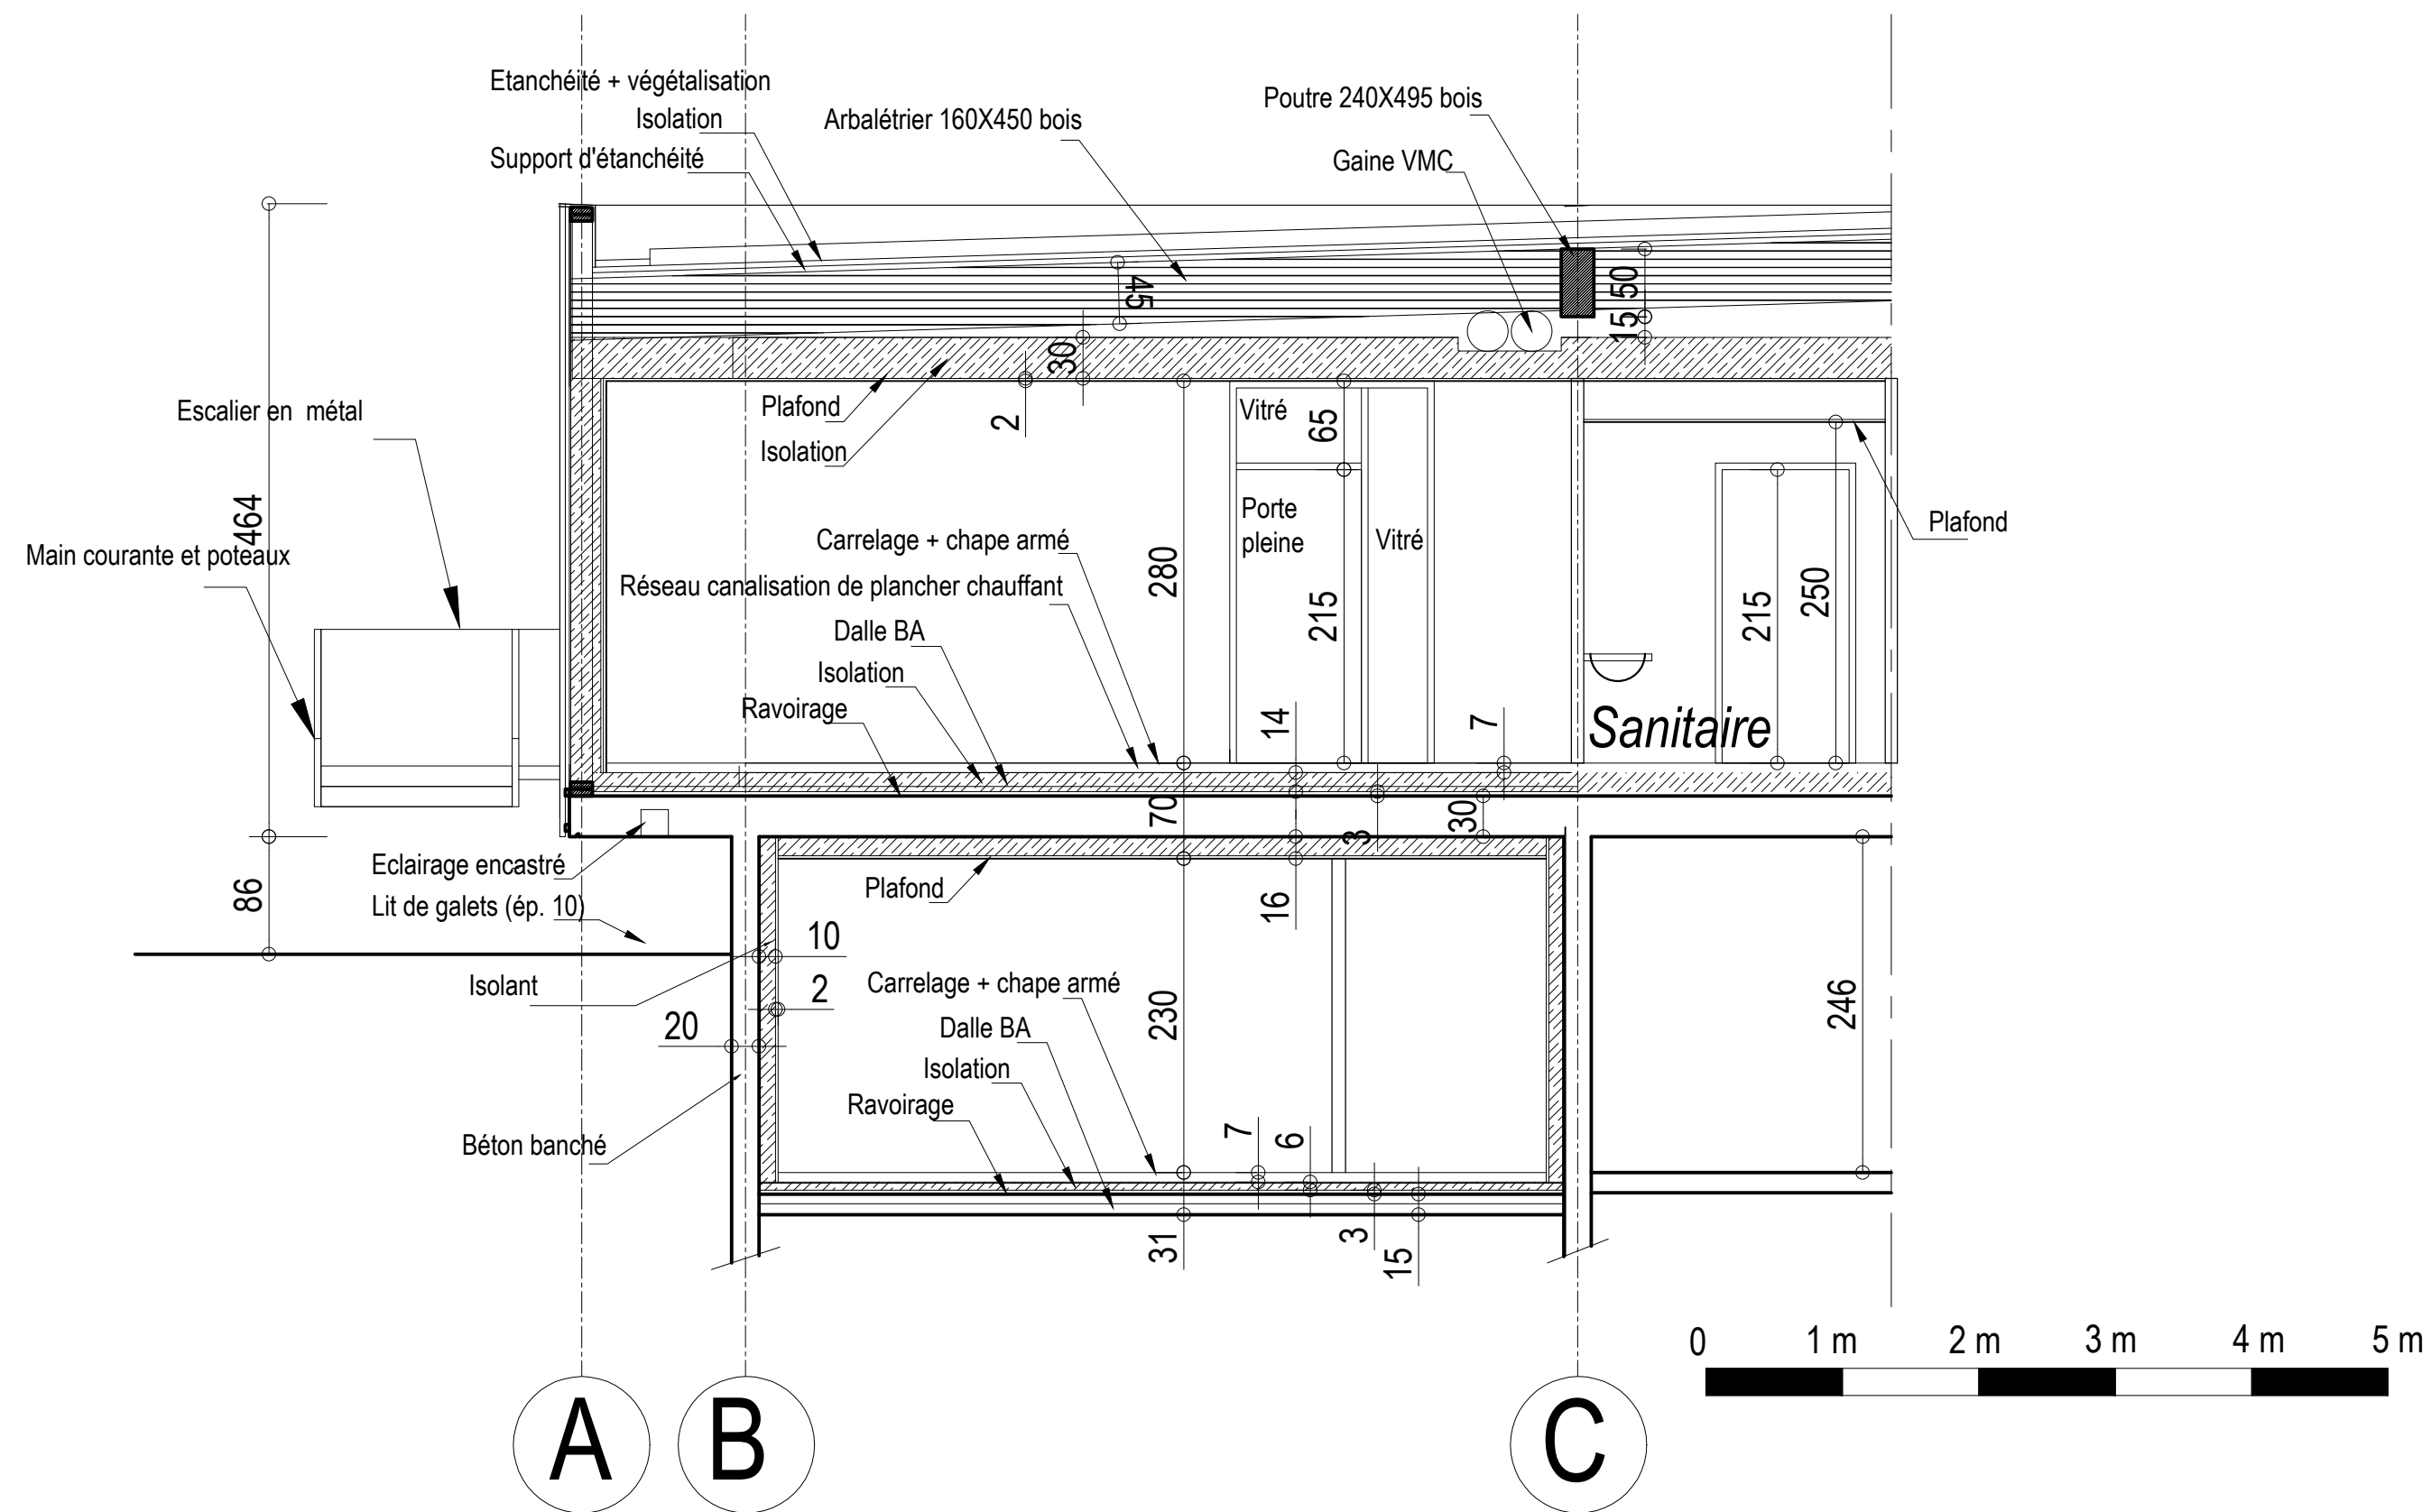 Etanchéité + végétalisation
Isolation
Support d'étanchéité
Arbalétrier 160X450 bois
Poutre 240X495 bois
Gaine VMC
45
50
15
30
2
Plafond
Isolation
Escalier en métal
464
Main courante et poteaux
Vitré
65
Porte
pleine
Vitré
280
215
Plafond
215
250
Carrelage + chape armé
Réseau canalisation de plancher chauffant
Dalle BA
Isolation
Ravoirage
14
7
Sanitaire
70
3
30
Eclairage encastré
Lit de galets (ép. 10)
86
Plafond
16
10
Isolant
2
20
Carrelage + chape armé
230
Dalle BA
Isolation
Ravoirage
246
Béton banché
7
6
31
3
15
0 1 m 2 m 3 m 4 m 5 m
A B C